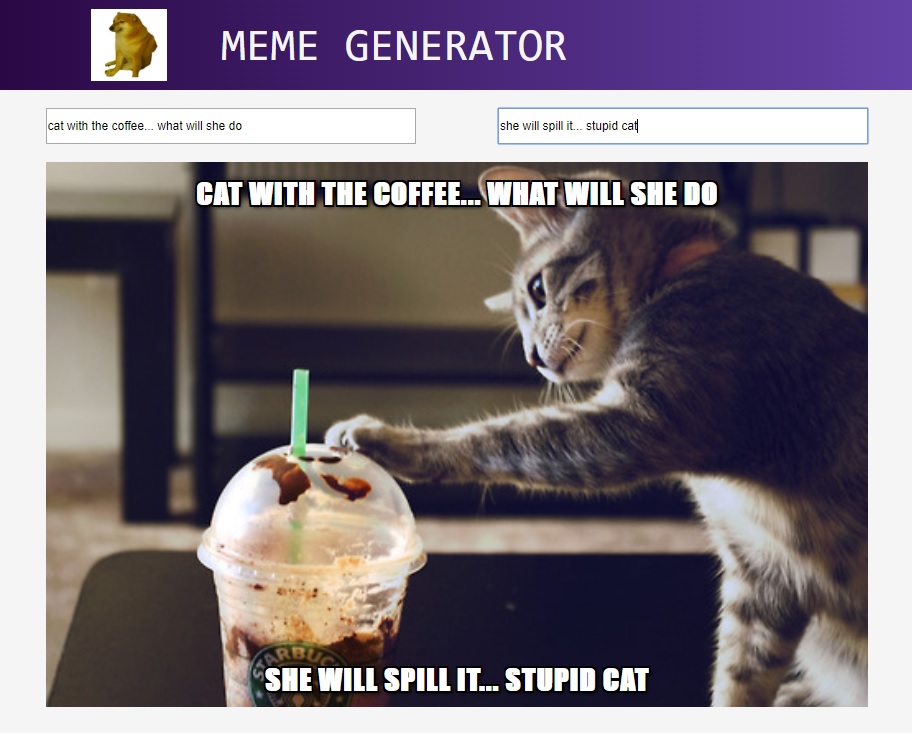 MEME GENERATOR
cat with the coffee... what will she do
she will spill it... stupid cat
CAT WITH THE COFFEE... WHAT WILL SHE DO
STARBUC
SHE WILL SPILL IT... STUPID CAT